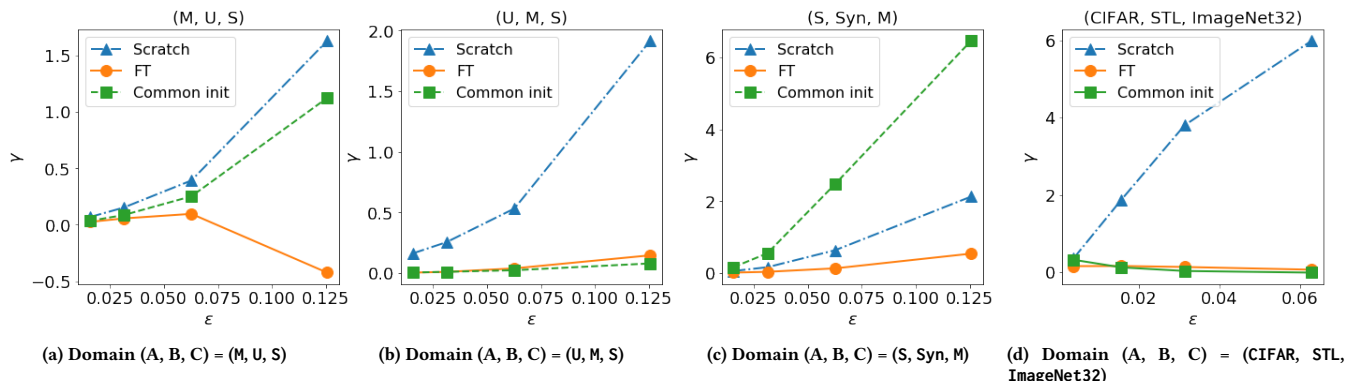 (M, U, S)
1.5
1.0
0.5
0.0
−0.5
γ
Scratch
FT
Common init
0.025 0.050 0.075 0.100 0.125
ε
(a) Domain (A, B, C) = (M, U, S)
(U, M, S)
2.0
1.5
1.0
0.5
0.0
γ
Scratch
FT
Common init
0.025 0.050 0.075 0.100 0.125
ε
(b) Domain (A, B, C) = (U, M, S)
(S, Syn, M)
6
4
2
0
γ
Scratch
FT
Common init
0.025 0.050 0.075 0.100 0.125
ε
(c) Domain (A, B, C) = (S, Syn, M)
(CIFAR, STL, ImageNet32)
6
4
2
0
γ
Scratch
FT
Common init
0.02 0.04 0.06
ε
(d) Domain (A, B, C) = (CIFAR, STL,
ImageNet32)